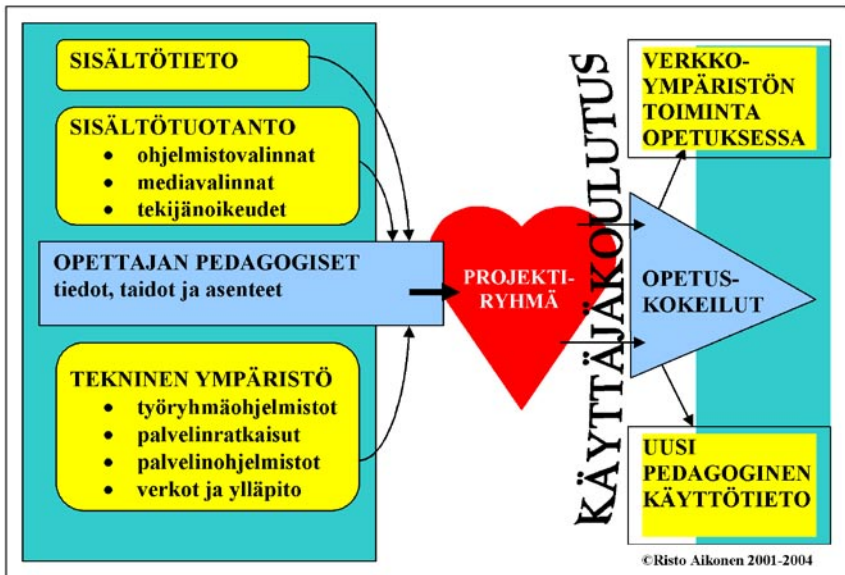 SISÄLTÖTIETO
SISÄLTÖTUOTANTO
• ohjelmistovalinnat
• mediavalinnat
• tekijänoikeudet
OPETTAJAN PEDAGOGISET
tiedot, taidot ja asenteet
TEKNINEN YMPÄRISTÖ
• työryhmäohjelmistot
• palvelinratkaisut
• palvelinohjelmistot
• verkot ja ylläpito
PROJEKTI-
RYHMÄ
KÄYTTÄJÄKOULUTUS
VERKKO-
YMPÄRISTÖN
TOIMINTA
OPETUKSESSA
OPETUS-
KOKEILUT
UUSI
PEDAGOGINEN
KÄYTTÖTIETO
©Risto Aikonen 2001-2004